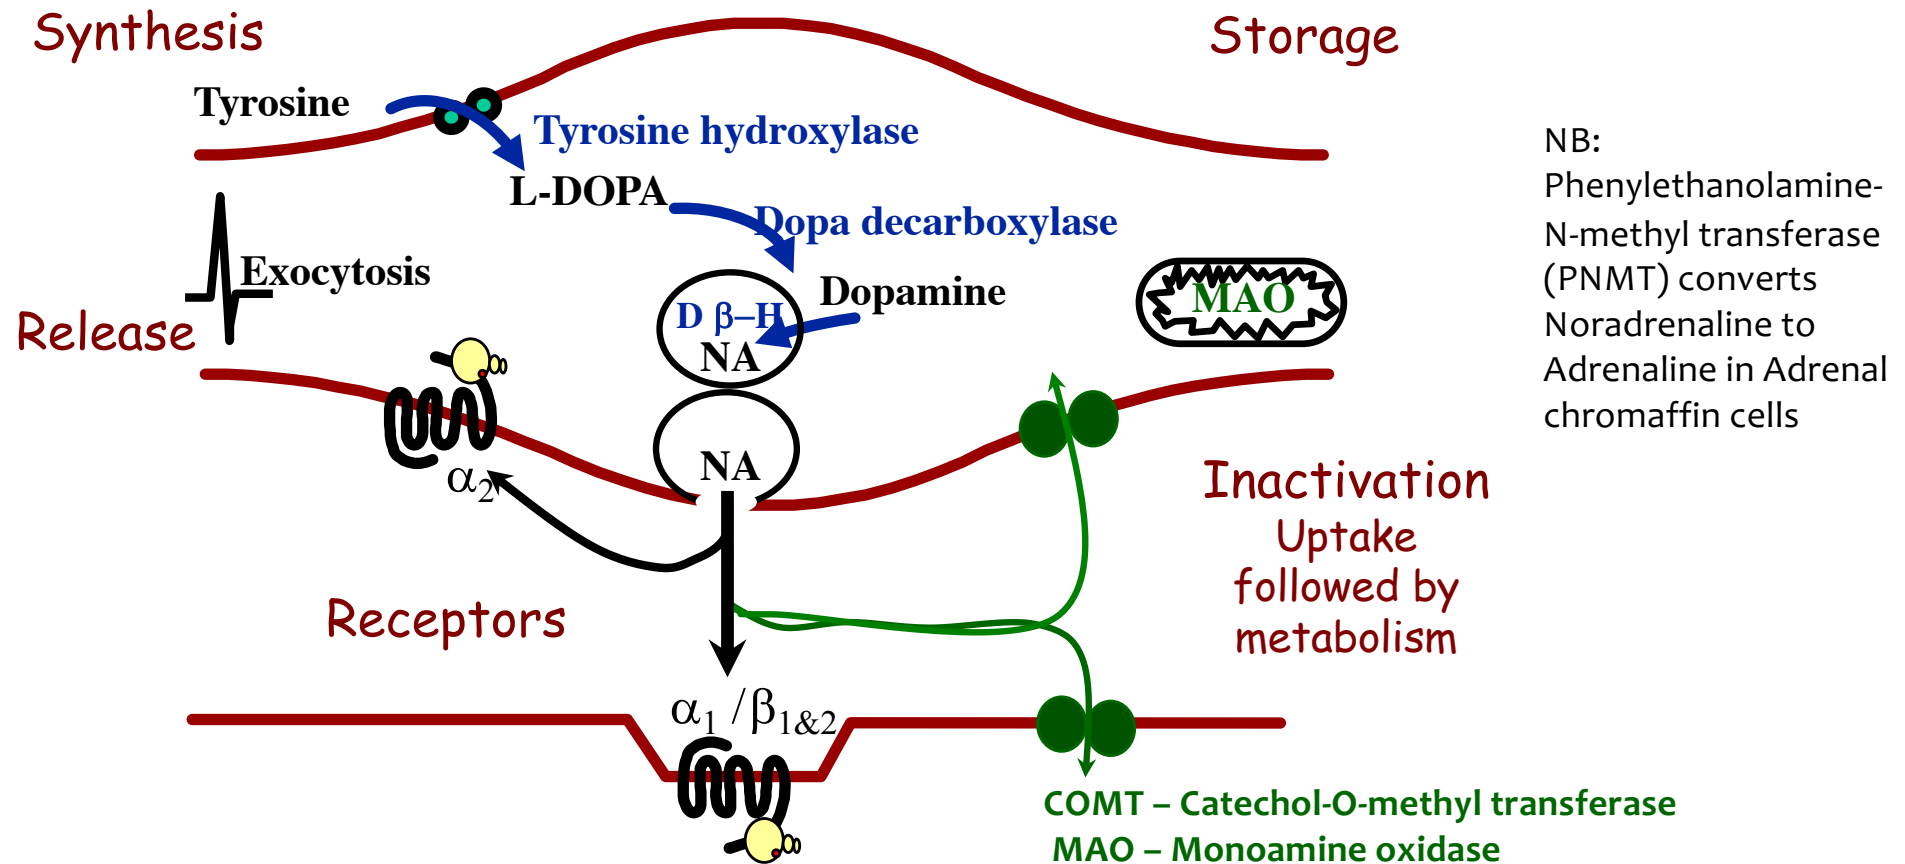 Synthesis
Storage
Tyrosine
Tyrosine hydroxylase
L-DOPA
Dopa decarboxylase
Exocytosis
Dopamine
D β–H
NA
MAO
Release
NA
α2
NB:
Phenylethanolamine-
N-methyl transferase
(PNMT) converts
Noradrenaline to
Adrenaline in Adrenal
chromaffin cells
Inactivation
Uptake
followed by
metabolism
Receptors
α1 /β1&2
COMT – Catechol-O-methyl transferase
MAO – Monoamine oxidase